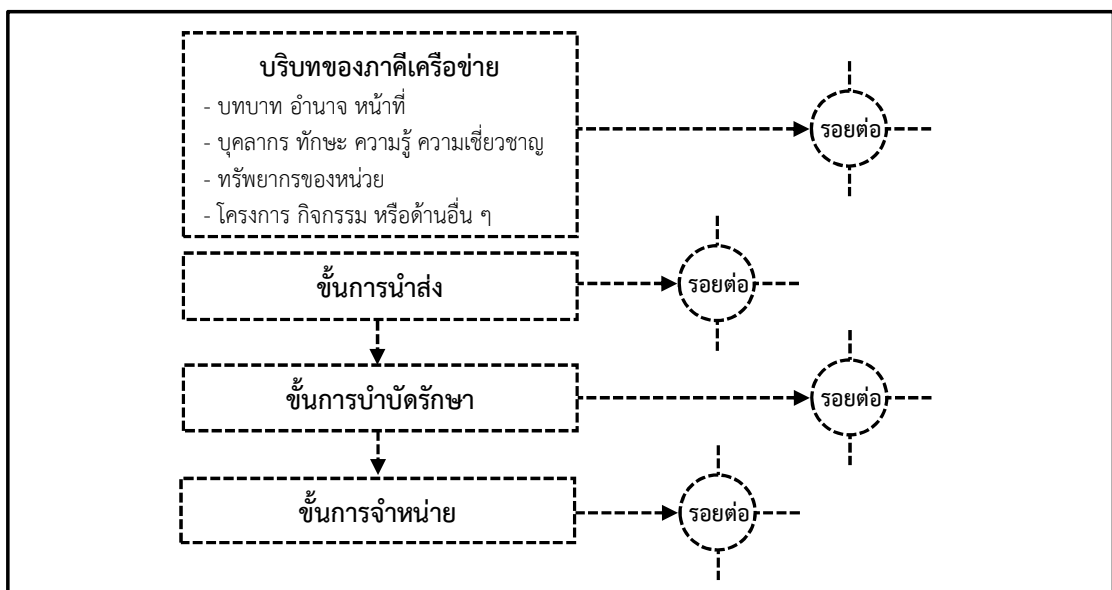 บริบทของภาคีเครือข่าย
- บทบาท อำนาจ หน้าที่
- บุคลากร ทักษะ ความรู้ ความเชี่ยวชาญ
- ทรัพยากรของหน่วย
- โครงการ กิจกรรม หรือด้านอื่น ๆ
รอยต่อ
ขั้นการนำส่ง
รอยต่อ
ขั้นการบำบัดรักษา
รอยต่อ
ขั้นการจำหน่าย
รอยต่อ